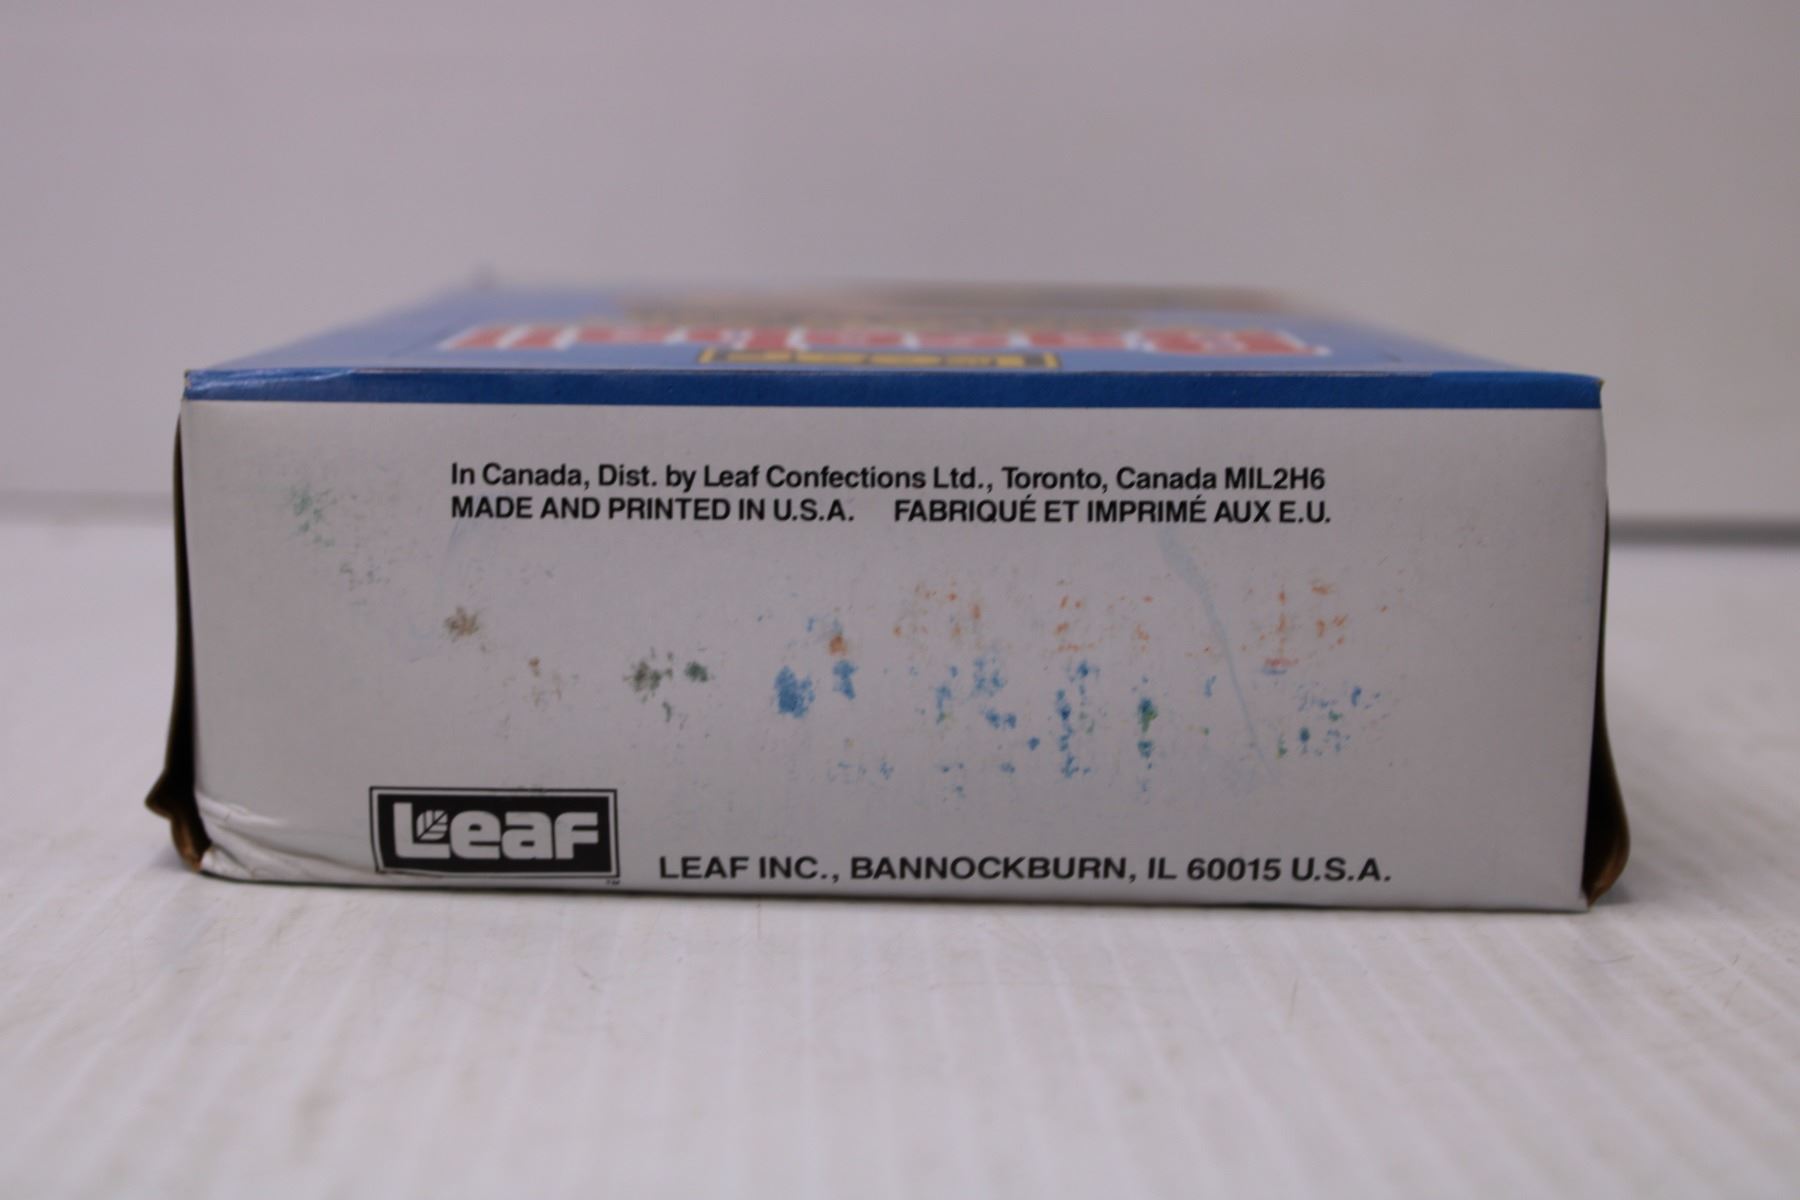 In Canada, Dist. by Leaf Confections Ltd., Toronto, Canada MIL2H6
MADE AND PRINTED IN U.S.A. FABRIQUÉ ET IMPRIMÉ AUX E.U.
Leaf
TM
LEAF INC., BANNOCKBURN, IL 60015 U.S.A.